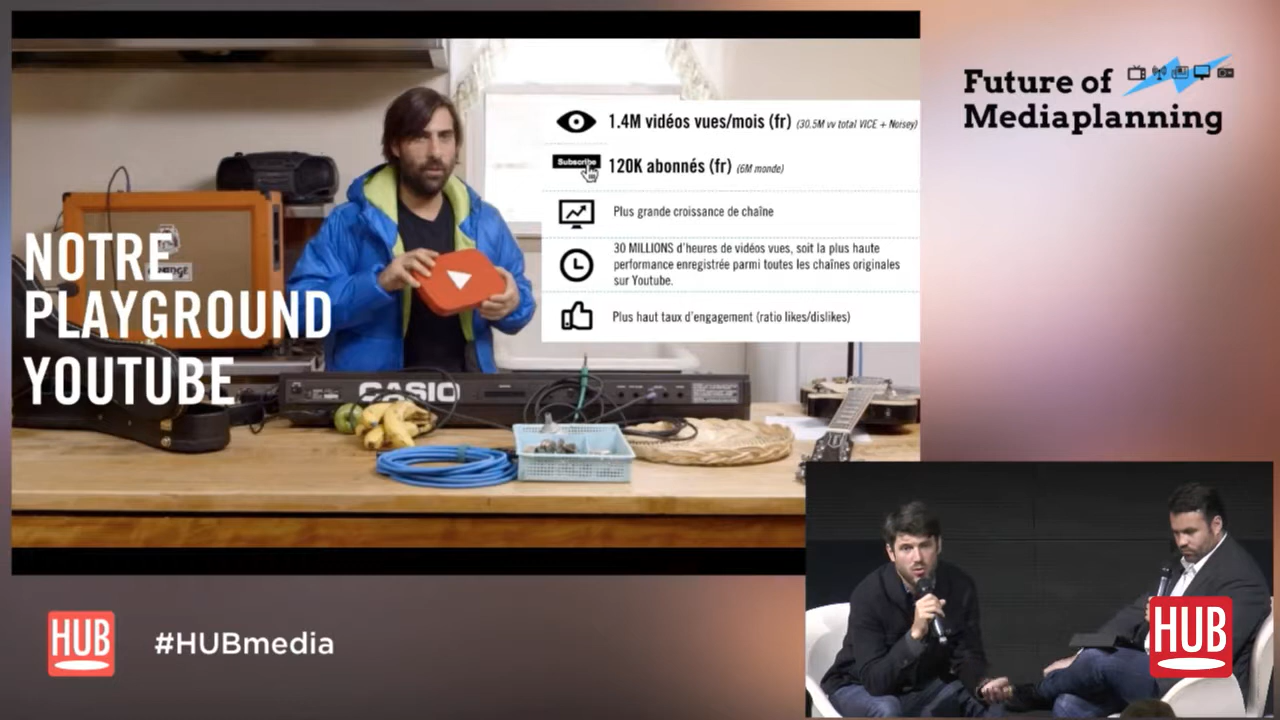 NOTRE
PLAYGROUND
YOUTUBE
ORANGE
CASIO
1.4M vidéos vues/mois (fr) (30.5M vv total VICE + Noisey)
Subscribe
120K abonnés (fr) (6M monde)
Plus grande croissance de chaîne
30 MILLIONS d'heures de vidéos vues, soit la plus haute
performance enregistrée parmi toutes les chaînes originales
sur Youtube.
Plus haut taux d'engagement (ratio likes/dislikes)
Future of
Mediaplanning
HUB
#HUBmedia
HUB